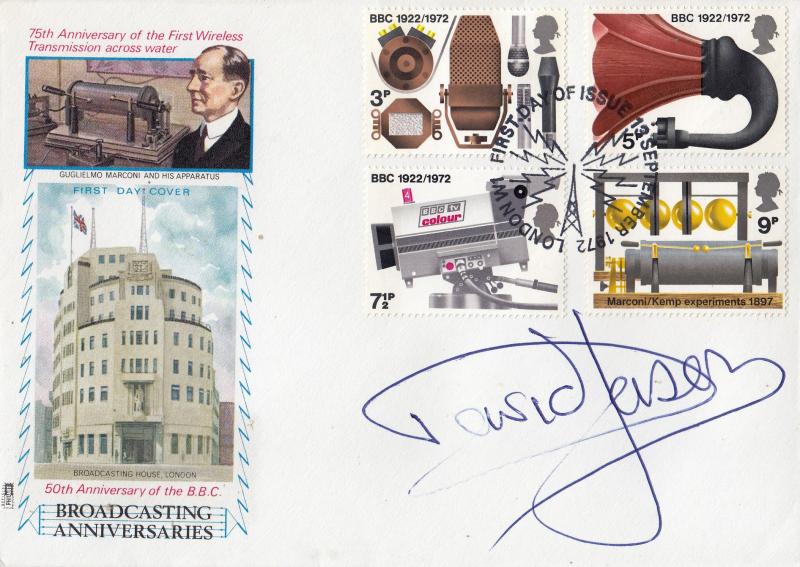 75th Anniversary of the First Wireless
Transmission across water
GUGLIELMO MARCONI AND HIS APPARATUS
FIRST DAY COVER
BROADCASTING HOUSE, LONDON
50th Anniversary of the B.B.C.
BROADCASTING
ANNIVERSARIES
BBC 1922/1972
3P
BBC 1922/1972
5P
BBC 1922/1972
4
BBC tv
colour
7½P
9P
Marconi/Kemp experiments 1897
FIRST DAY OF ISSUE 13 SEPTEMBER 1972
LONDON W1
David